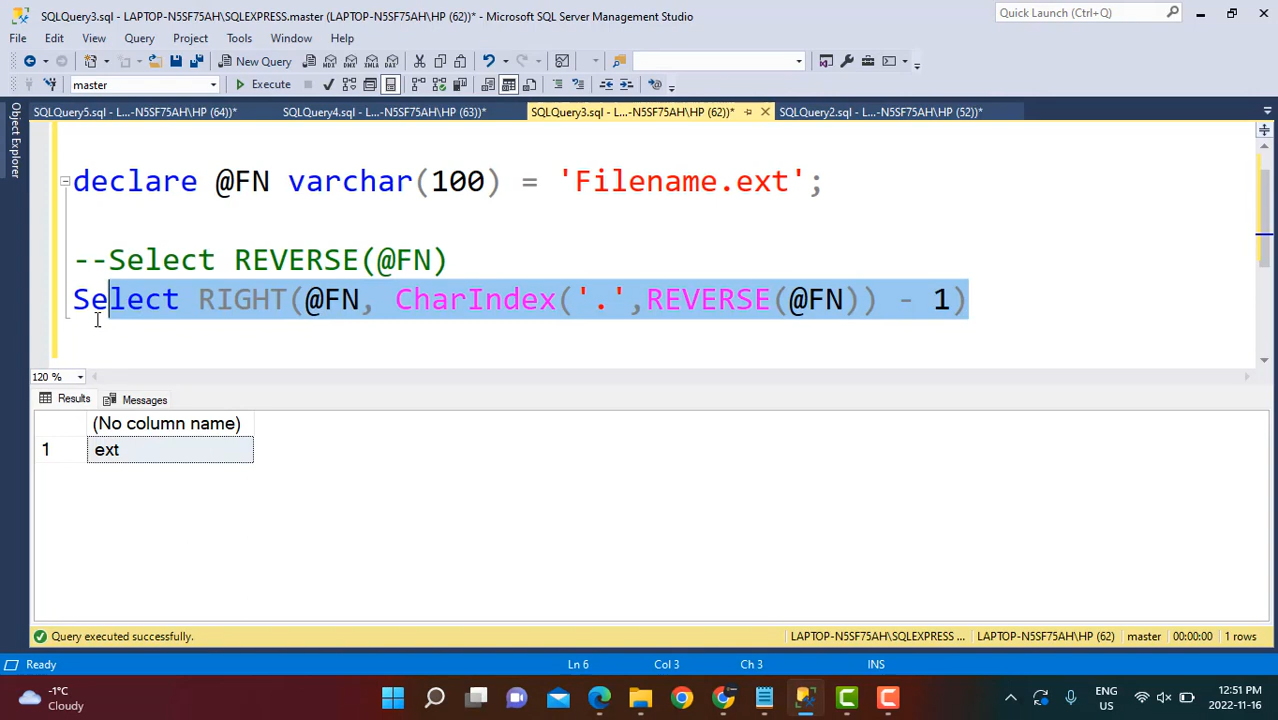 SQLQuery3.sql - LAPTOP-N5SF75AH\SQLEXPRESS.master (LAPTOP-N5SF75AH\HP (62))* - Microsoft SQL Server Management Studio
Quick Launch (Ctrl+Q)
File Edit View Query Project Tools Window Help
New Query
MDX DMX XMLA DAX
master
Execute
SQLQuery5.sql - L...-N5SF75AH\HP (64))*
SQLQuery4.sql - L...-N5SF75AH\HP (63))*
SQLQuery3.sql - L...-N5SF75AH\HP (62))*
SQLQuery2.sql - L...-N5SF75AH\HP (52))*
Object Explorer
declare @FN varchar(100) = 'Filename.ext';
--Select REVERSE(@FN)
Select RIGHT(@FN, CharIndex('.',REVERSE(@FN)) - 1)
120 %
Results Messages
(No column name)
1 ext
Query executed successfully.
LAPTOP-N5SF75AH\SQLEXPRESS ... LAPTOP-N5SF75AH\HP (62) master 00:00:00 1 rows
Ready Ln 6 Col 3 Ch 3 INS
-1°C
Cloudy
ENG
US
12:51 PM
2022-11-16